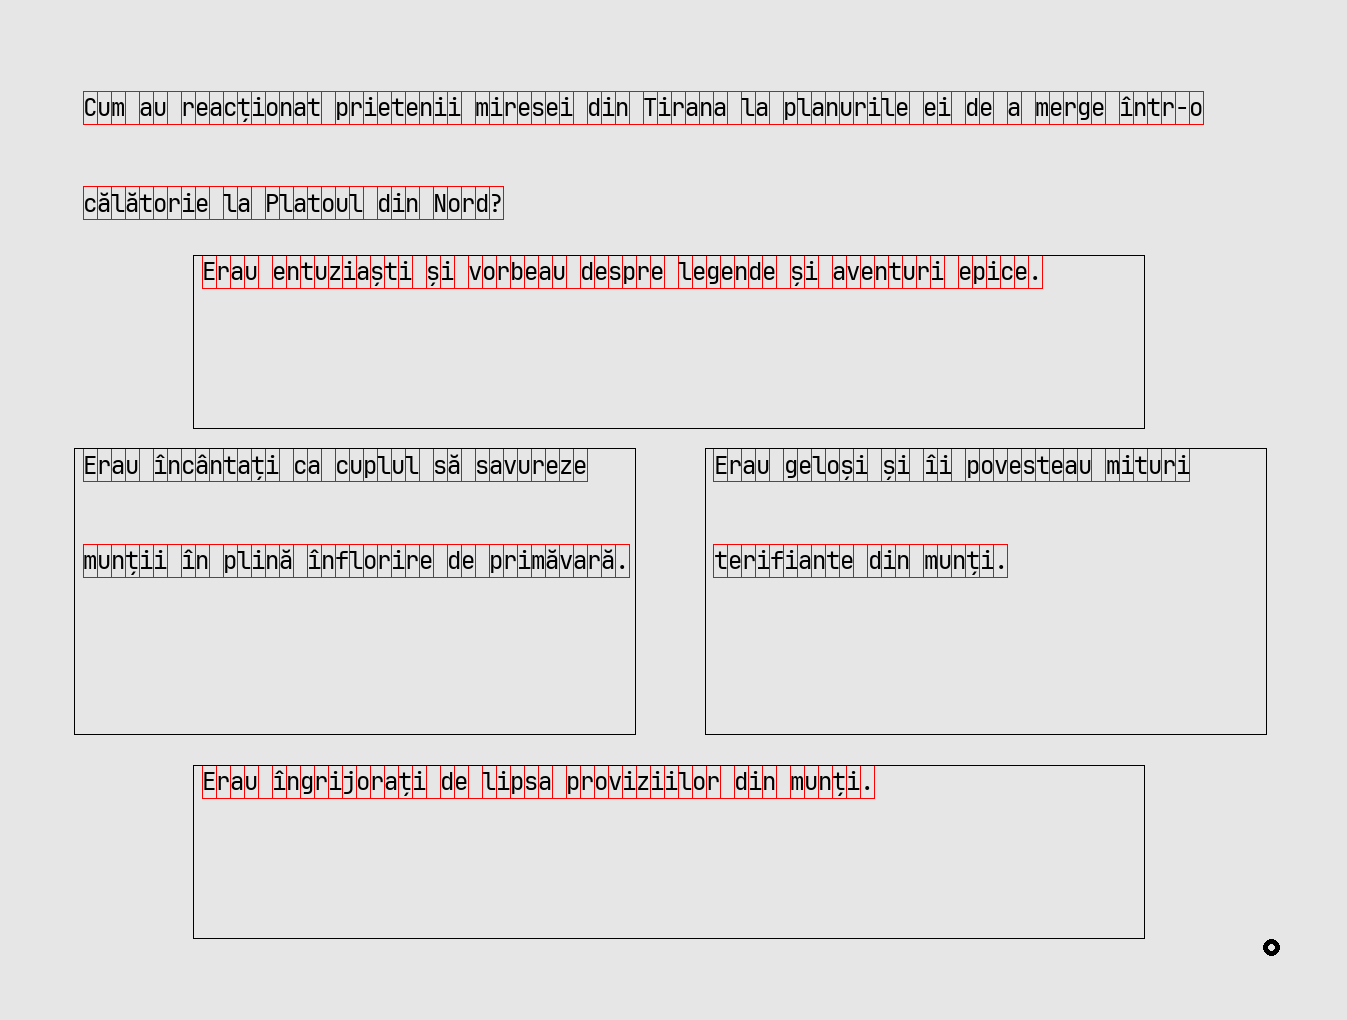 Cum au reacționat prietenii miresei din Tirana la planurile ei de a merge într-o
călătorie la Platoul din Nord?
Erau entuziaști și vorbeau despre legende și aventuri epice.
Erau încântați ca cuplul să savureze
munții în plină înflorire de primăvară.
Erau geloși și îi povesteau mituri
terifiante din munți.
Erau îngrijorați de lipsa proviziilor din munți.